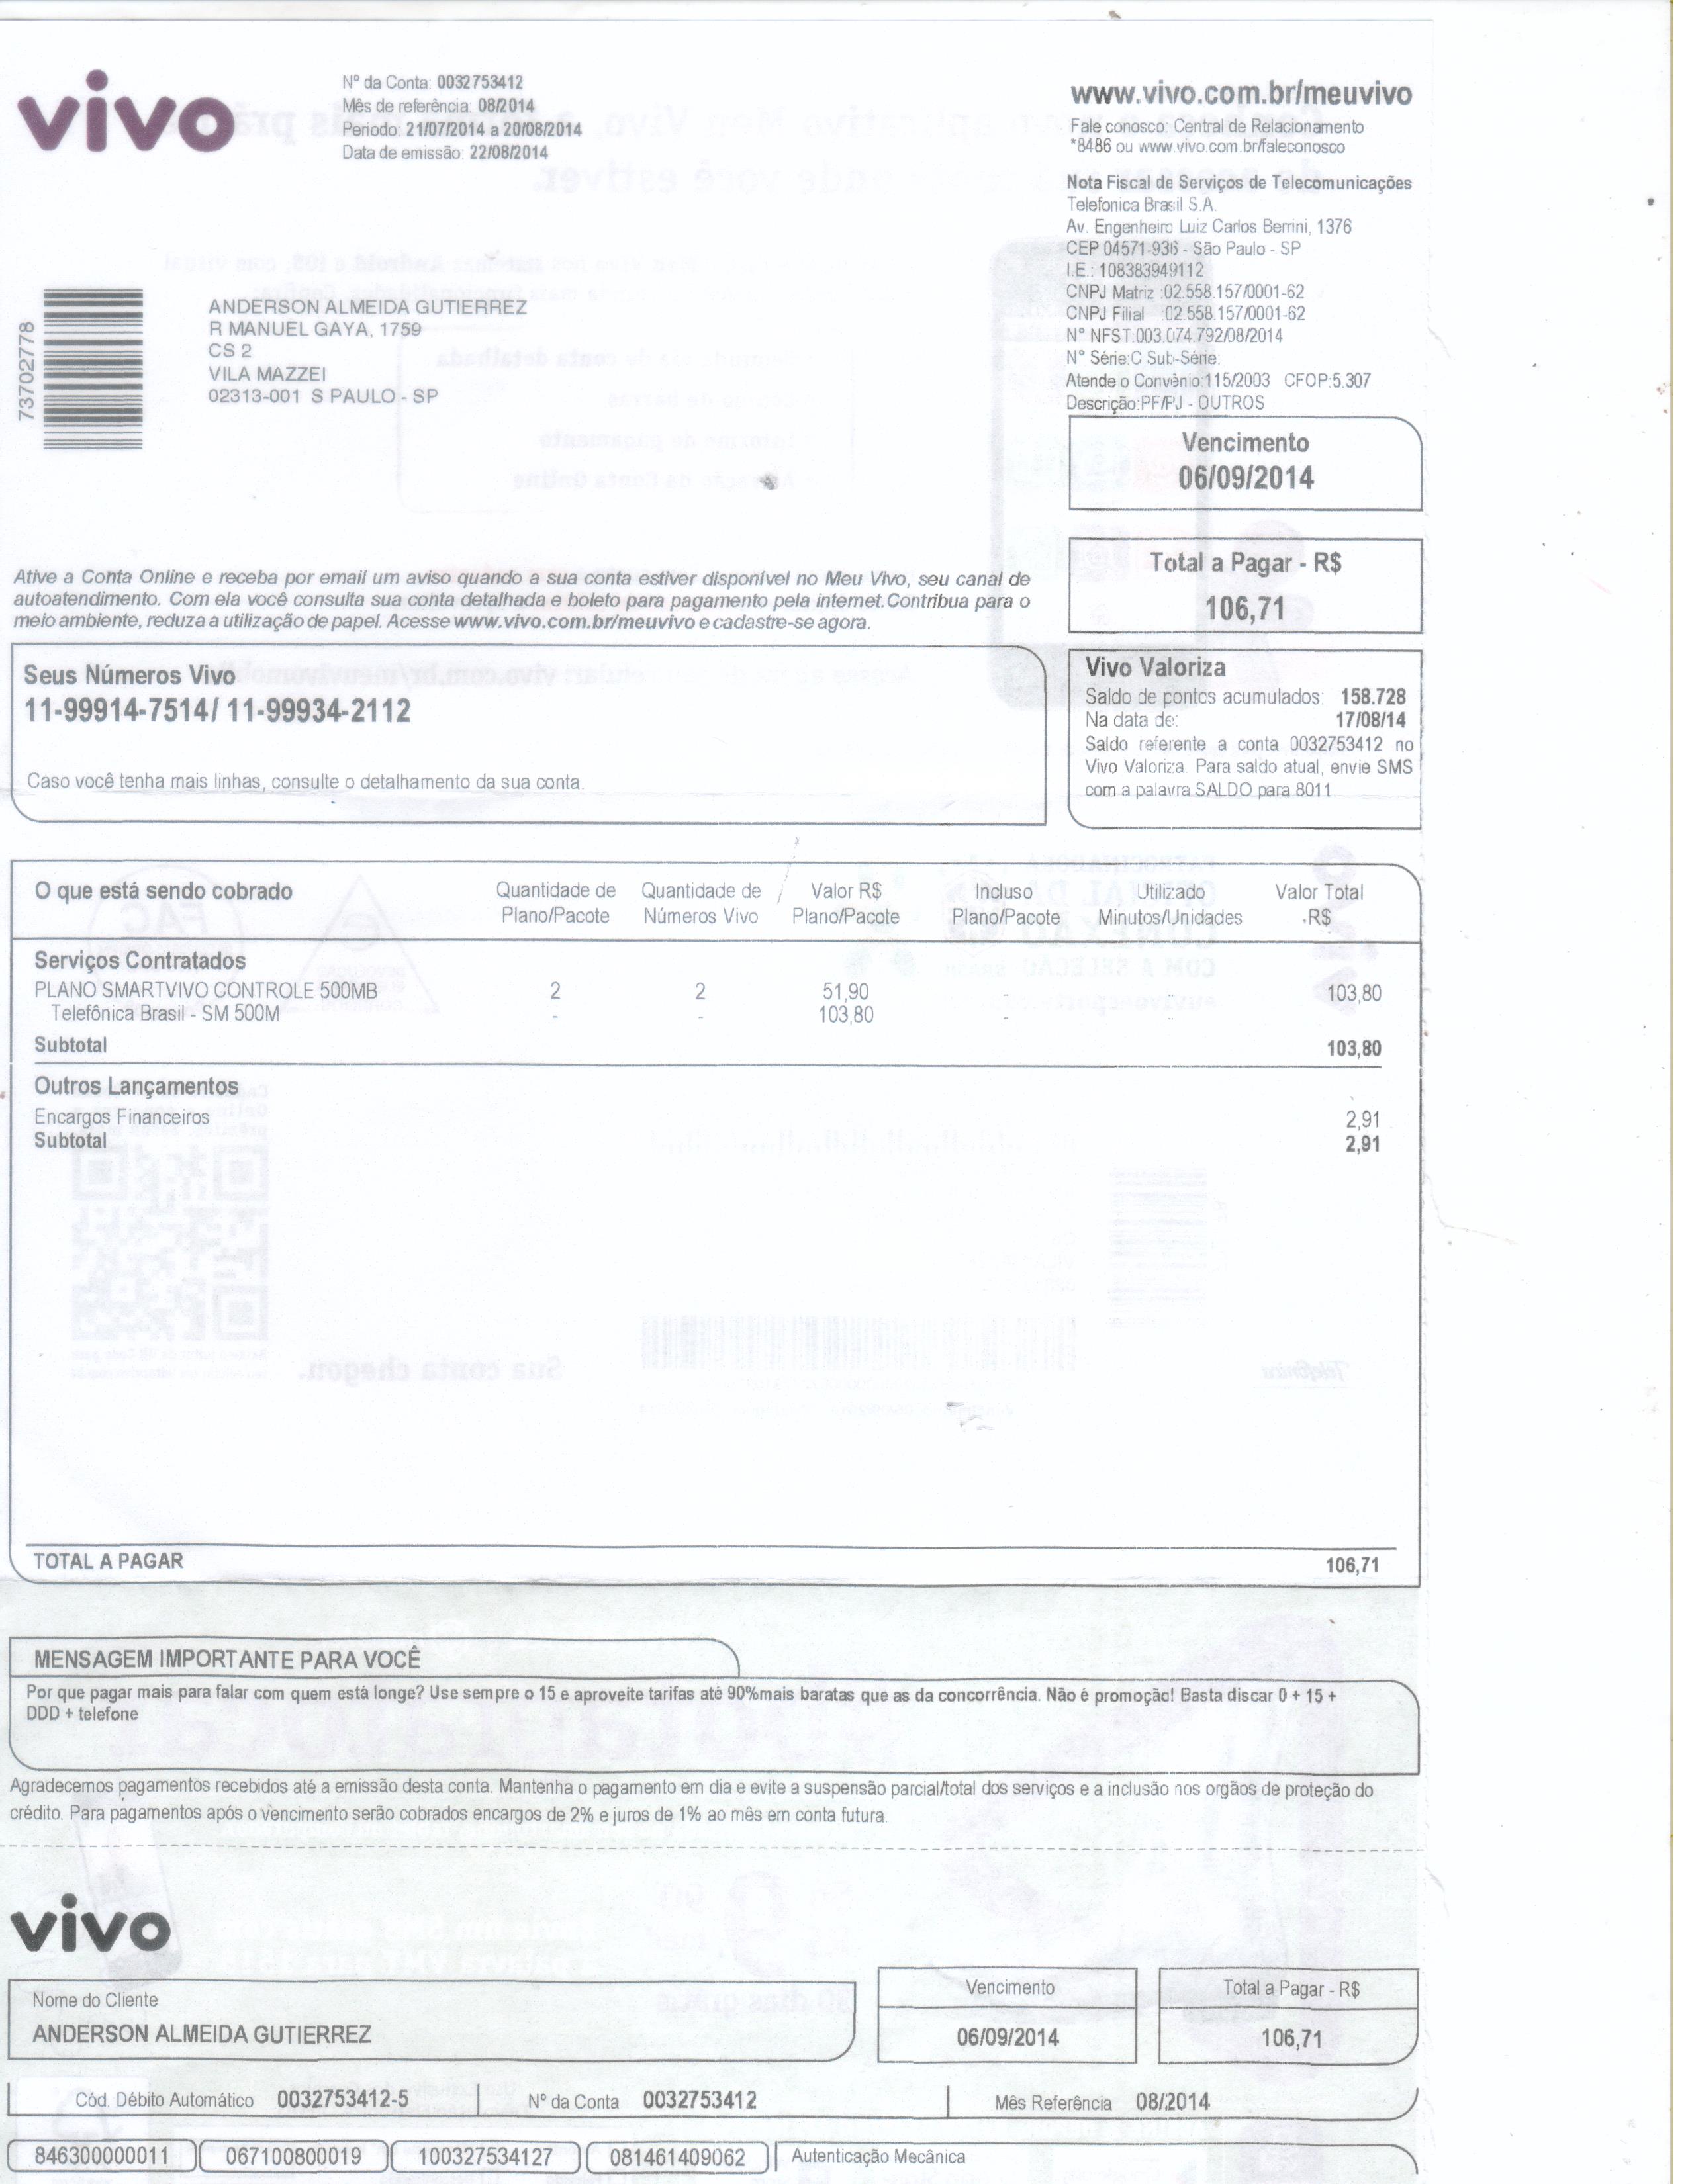 vivo
Nº da Conta: 0032753412
Mês de referência: 08/2014
Periodo: 21/07/2014 a 20/08/2014
Data de emissão: 22/08/2014
www.vivo.com.br/meuvivo
Fale conosco: Central de Relacionamento
*8486 ou www.vivo.com.br/faleconosco
Nota Fiscal de Serviços de Telecomunicações
Telefonica Brasil S.A.
Av. Engenheiro Luiz Carlos Berrini, 1376
CEP 04571-936 - São Paulo - SP
I.E.: 108383949112
CNPJ Matriz :02.558.157/0001-62
CNPJ Filial :02.558.157/0001-62
N° NFST:003.074.792/08/2014
N° Série:C Sub-Série:
Atende o Convênio:115/2003 CFOP:5.307
Descrição:PF/PJ - OUTROS
73702778
ANDERSON ALMEIDA GUTIERREZ
R MANUEL GAYA, 1759
CS 2
VILA MAZZEI
02313-001 S PAULO - SP
Vencimento
06/09/2014
Total a Pagar - R$
106,71
Ative a Conta Online e receba por email um aviso quando a sua conta estiver disponível no Meu Vivo, seu canal de
autoatendimento. Com ela você consulta sua conta detalhada e boleto para pagamento pela internet.Contribua para o
meio ambiente, reduza a utilização de papel. Acesse www.vivo.com.br/meuvivo e cadastre-se agora.
Seus Números Vivo
11-99914-7514/ 11-99934-2112
Caso você tenha mais linhas, consulte o detalhamento da sua conta.
Vivo Valoriza
Saldo de pontos acumulados: 158.728
Na data de: 17/08/14
Saldo referente a conta 0032753412 no
Vivo Valoriza. Para saldo atual, envie SMS
com a palavra SALDO para 8011.
O que está sendo cobrado Quantidade de Quantidade de Valor R$ Incluso Utilizado Valor Total
Plano/Pacote Números Vivo Plano/Pacote Plano/Pacote Minutos/Unidades R$
Serviços Contratados
PLANO SMARTVIVO CONTROLE 500MB 2 2 51,90 103,80
Telefônica Brasil - SM 500M - - 103,80 - -
Subtotal 103,80
Outros Lançamentos
Encargos Financeiros 2,91
Subtotal 2,91
TOTAL A PAGAR 106,71
MENSAGEM IMPORTANTE PARA VOCÊ
Por que pagar mais para falar com quem está longe? Use sempre o 15 e aproveite tarifas até 90%mais baratas que as da concorrência. Não é promoção! Basta discar 0 + 15 +
DDD + telefone
Agradecemos pagamentos recebidos até a emissão desta conta. Mantenha o pagamento em dia e evite a suspensão parcial/total dos serviços e a inclusão nos orgãos de proteção do
crédito. Para pagamentos após o vencimento serão cobrados encargos de 2% e juros de 1% ao mês em conta futura.
vivo
Nome do Cliente
ANDERSON ALMEIDA GUTIERREZ
Vencimento
06/09/2014
Total a Pagar - R$
106,71
Cód. Débito Automático 0032753412-5 Nº da Conta 0032753412 Mês Referência 08/2014
846300000011 067100800019 100327534127 081461409062 Autenticação Mecânica